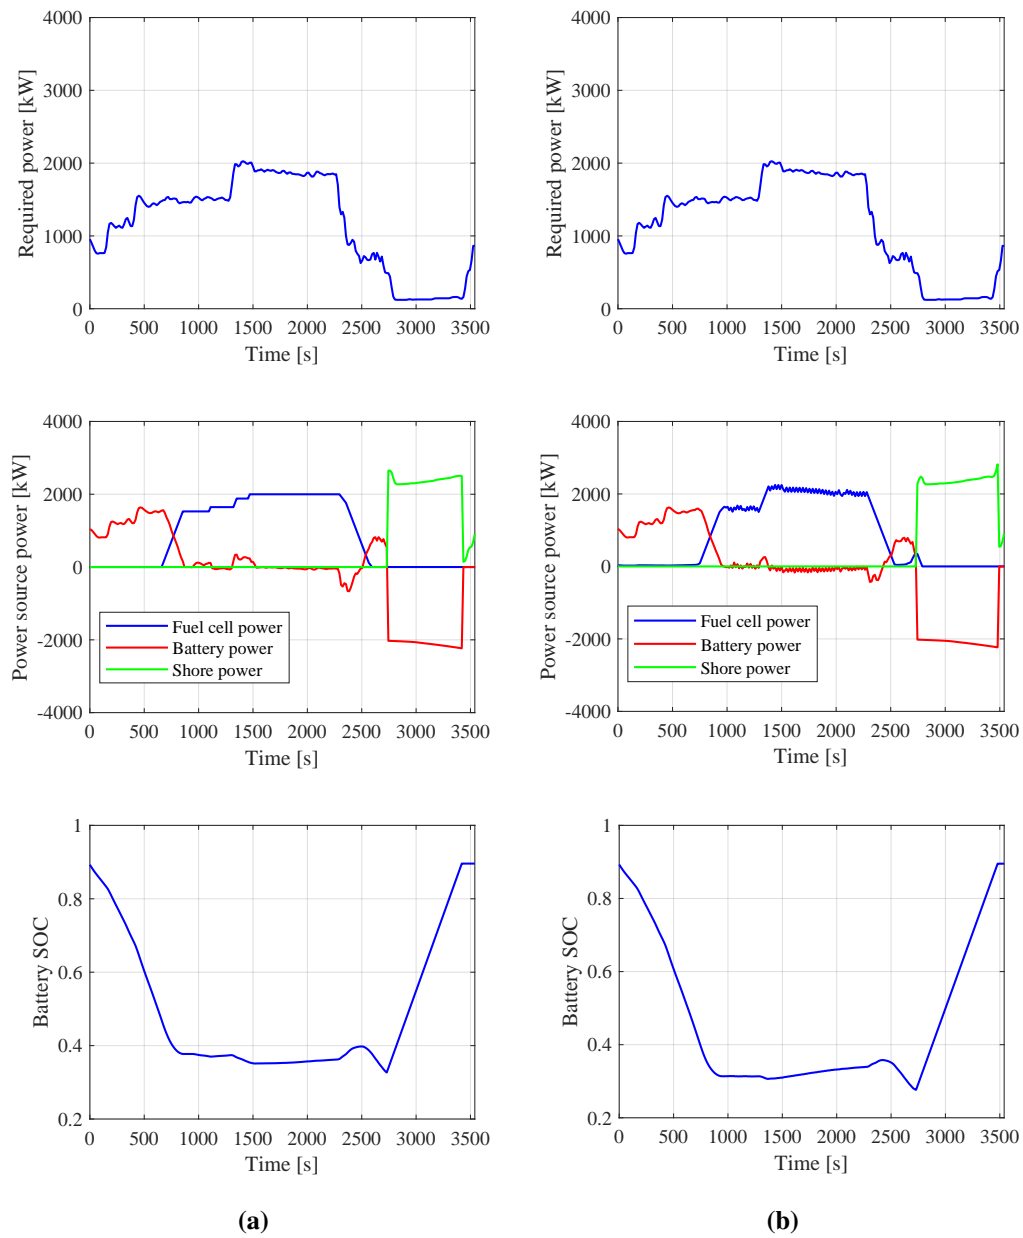 4000
3000
2000
1000
0
Required power [kW]
0 500 1000 1500 2000 2500 3000 3500
Time [s]
4000
3000
2000
1000
0
Required power [kW]
0 500 1000 1500 2000 2500 3000 3500
Time [s]
4000
2000
0
-2000
-4000
Power source power [kW]
Fuel cell power
Battery power
Shore power
0 500 1000 1500 2000 2500 3000 3500
Time [s]
4000
2000
0
-2000
-4000
Power source power [kW]
Fuel cell power
Battery power
Shore power
0 500 1000 1500 2000 2500 3000 3500
Time [s]
1
0.8
0.6
0.4
0.2
Battery SOC
0 500 1000 1500 2000 2500 3000 3500
Time [s]
1
0.8
0.6
0.4
0.2
Battery SOC
0 500 1000 1500 2000 2500 3000 3500
Time [s]
(a)
(b)